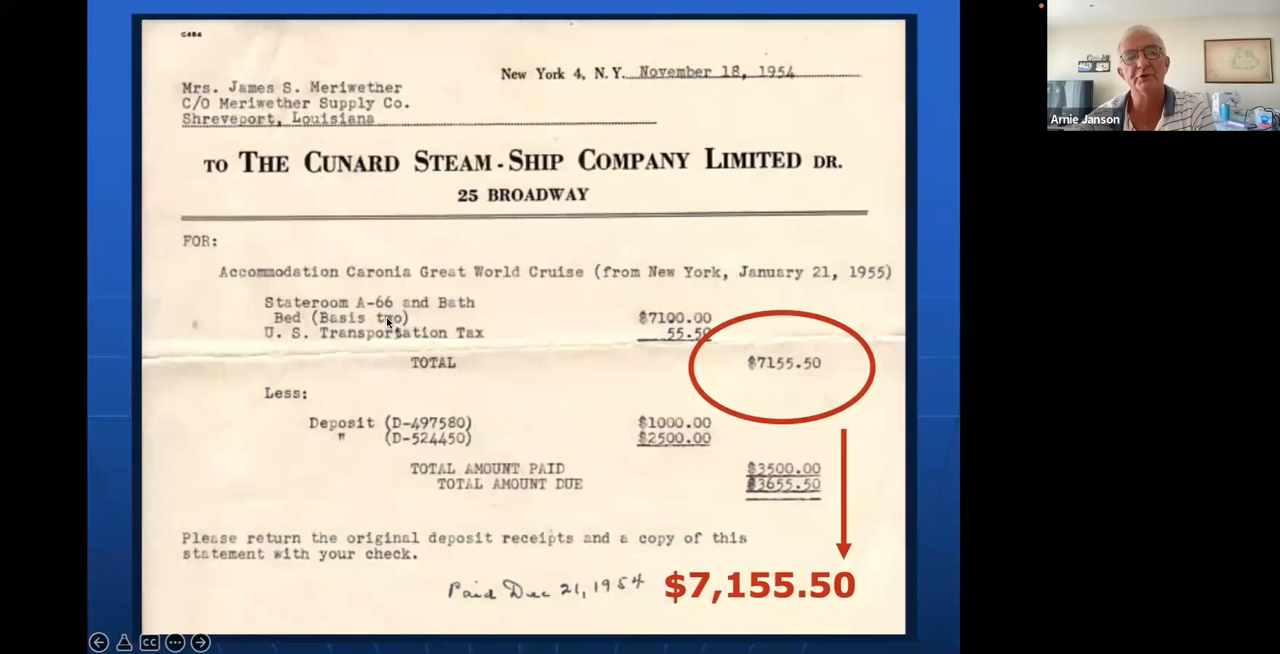 C484
New York 4, N. Y. November 18, 1954
Mrs. James S. Meriwether
C/O Meriwether Supply Co.
Shreveport, Louisiana
TO THE CUNARD STEAM-SHIP COMPANY LIMITED DR.
25 BROADWAY
FOR:
Accommodation Caronia Great World Cruise (from New York, January 21, 1955)
Stateroom A-66 and Bath
Bed (Basis two) $7100.00
U. S. Transportation Tax 55.50
TOTAL $7155.50
Less:
Deposit (D-497580) $1000.00
" (D-524450) $2500.00
TOTAL AMOUNT PAID $3500.00
TOTAL AMOUNT DUE $3655.50
Please return the original deposit receipts and a copy of this
statement with your check.
Paid Dec 21, 1954 $7,155.50
CC
Arnie Janson